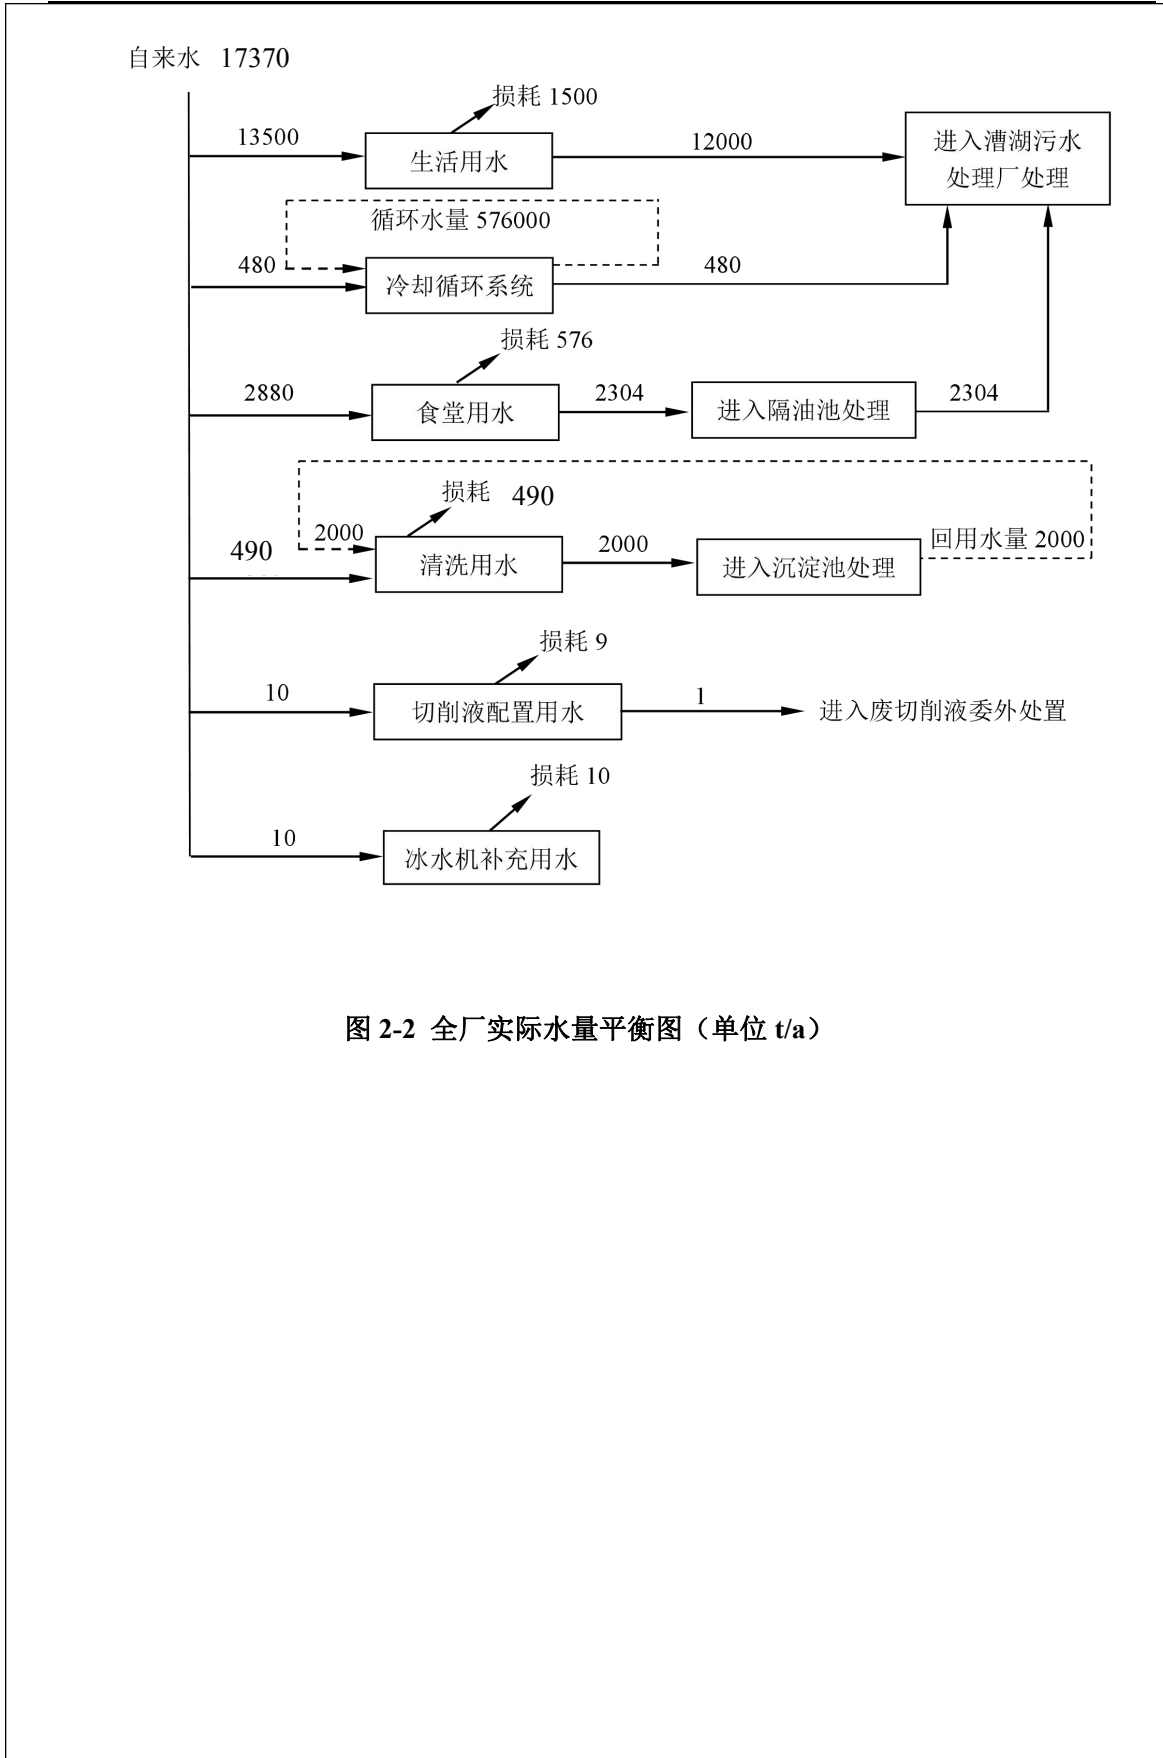 自来水 17370
损耗 1500
13500
生活用水
12000
进入漕湖污水
处理厂处理
循环水量 576000
480
冷却循环系统
480
损耗 576
2880
食堂用水
2304
进入隔油池处理
2304
损耗 490
2000
490
清洗用水
2000
进入沉淀池处理
回用水量 2000
损耗 9
10
切削液配置用水
1
进入废切削液委外处置
损耗 10
10
冰水机补充用水
图 2-2 全厂实际水量平衡图（单位 t/a）